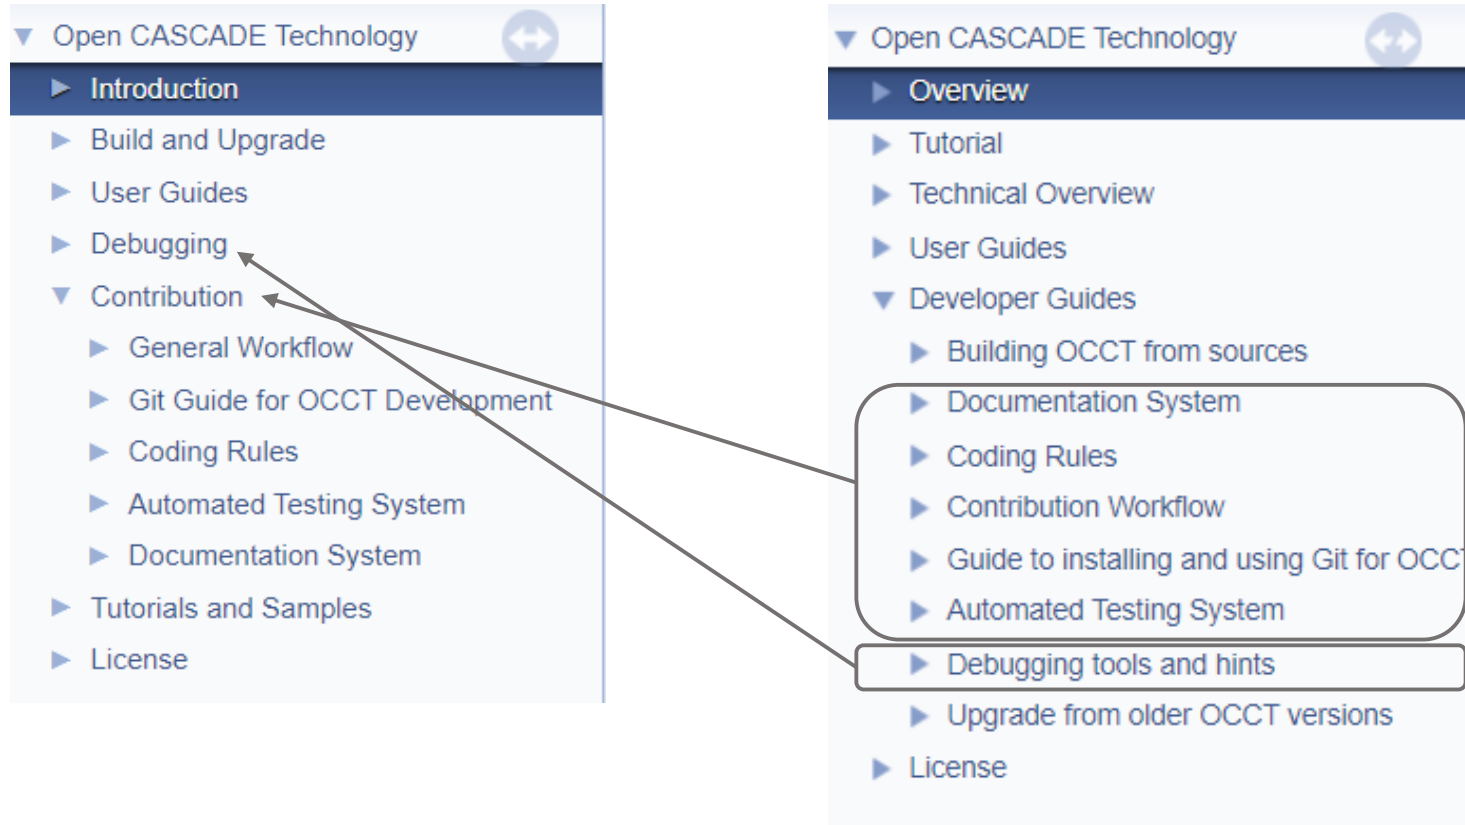 Open CASCADE Technology
Introduction
Build and Upgrade
User Guides
Debugging
Contribution
General Workflow
Git Guide for OCCT Development
Coding Rules
Automated Testing System
Documentation System
Tutorials and Samples
License
Open CASCADE Technology
Overview
Tutorial
Technical Overview
User Guides
Developer Guides
Building OCCT from sources
Documentation System
Coding Rules
Contribution Workflow
Guide to installing and using Git for OCCT
Automated Testing System
Debugging tools and hints
Upgrade from older OCCT versions
License